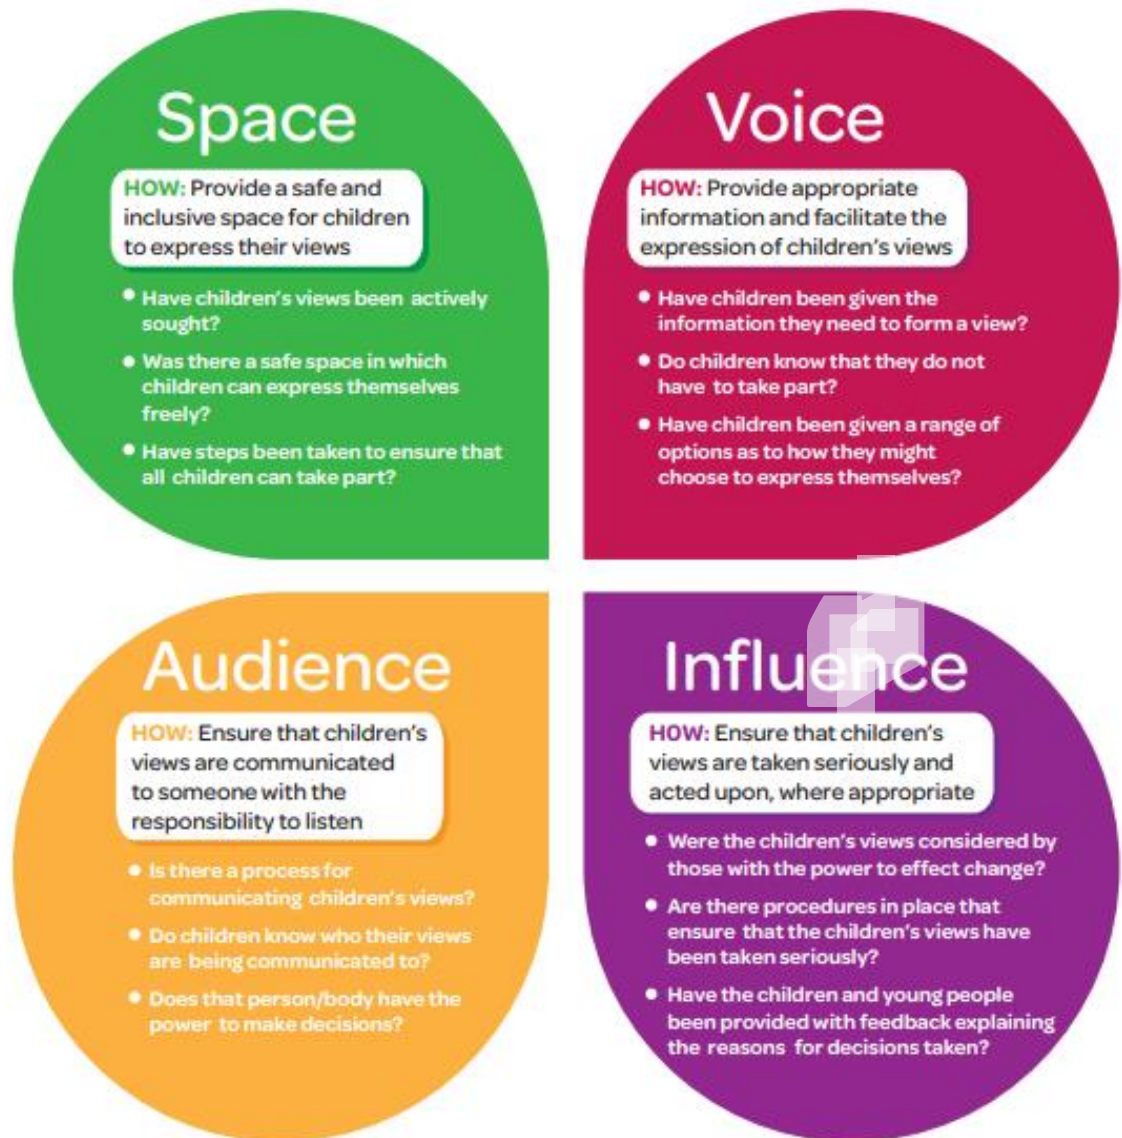 Space
HOW: Provide a safe and
inclusive space for children
to express their views
• Have children's views been actively
sought?
• Was there a safe space in which
children can express themselves
freely?
• Have steps been taken to ensure that
all children can take part?
Voice
HOW: Provide appropriate
information and facilitate the
expression of children's views
• Have children been given the
information they need to form a view?
• Do children know that they do not
have to take part?
• Have children been given a range of
options as to how they might
choose to express themselves?
Audience
HOW: Ensure that children's
views are communicated
to someone with the
responsibility to listen
• Is there a process for
communicating children's views?
• Do children know who their views
are being communicated to?
• Does that person/body have the
power to make decisions?
Influence
HOW: Ensure that children's
views are taken seriously and
acted upon, where appropriate
• Were the children's views considered by
those with the power to effect change?
• Are there procedures in place that
ensure that the children's views have
been taken seriously?
• Have the children and young people
been provided with feedback explaining
the reasons for decisions taken?